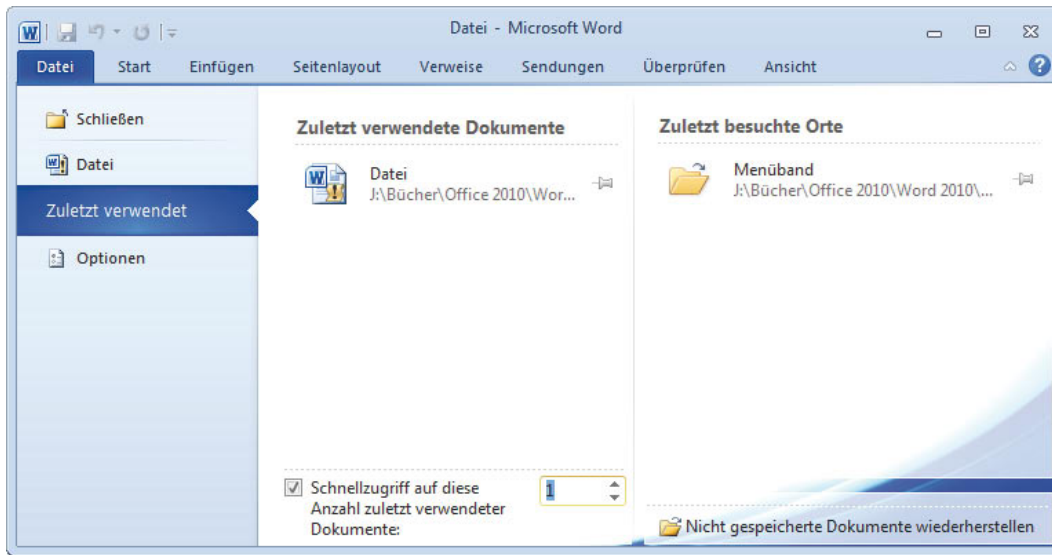 Datei - Microsoft Word
Datei Start Einfügen Seitenlayout Verweise Sendungen Überprüfen Ansicht
Schließen
Datei
Zuletzt verwendet
Optionen
Zuletzt verwendete Dokumente
Datei
J:\Bücher\Office 2010\Wor...
Schnellzugriff auf diese
Anzahl zuletzt verwendeter
Dokumente:
1
Zuletzt besuchte Orte
Menüband
J:\Bücher\Office 2010\Word 2010\...
Nicht gespeicherte Dokumente wiederherstellen